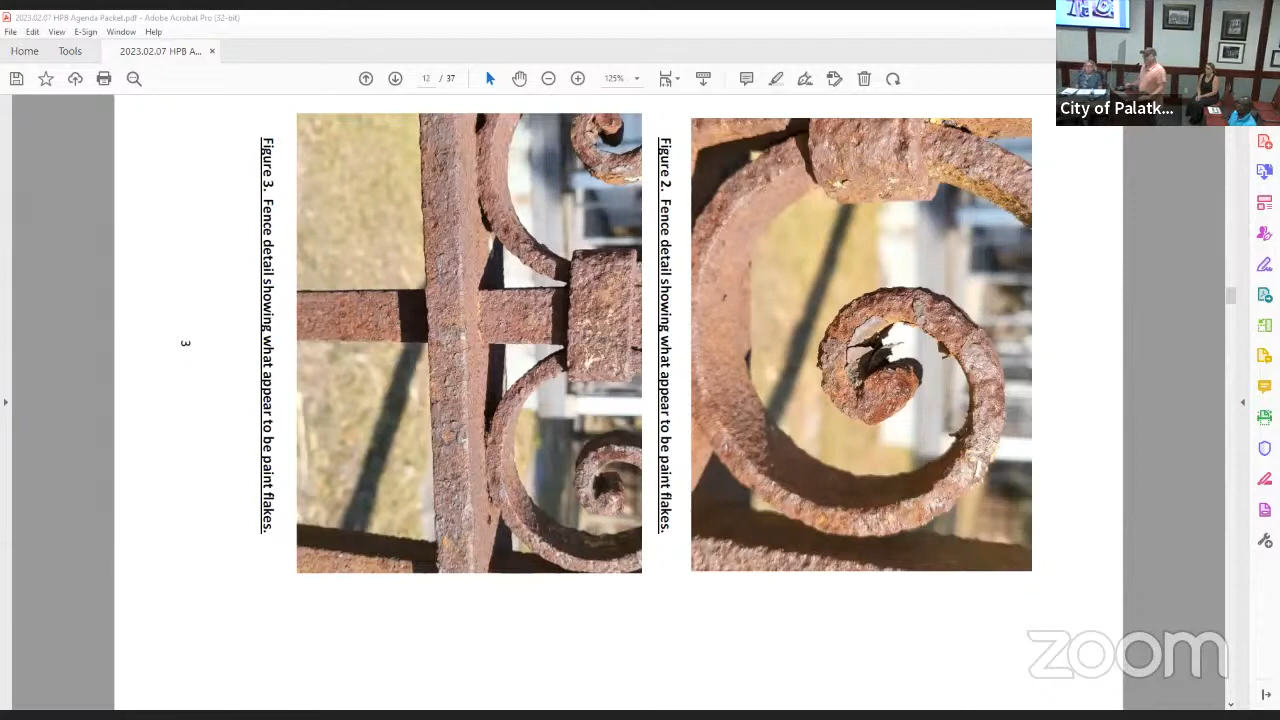 2023.02.07 HPB Agenda Packet.pdf - Adobe Acrobat Pro (32-bit)
File Edit View E-Sign Window Help
Home Tools 2023.02.07 HPB A... ×
12 / 37 125%
City of Palatk...
Figure 2. Fence detail showing what appear to be paint flakes.
Figure 3. Fence detail showing what appear to be paint flakes.
3
zoom